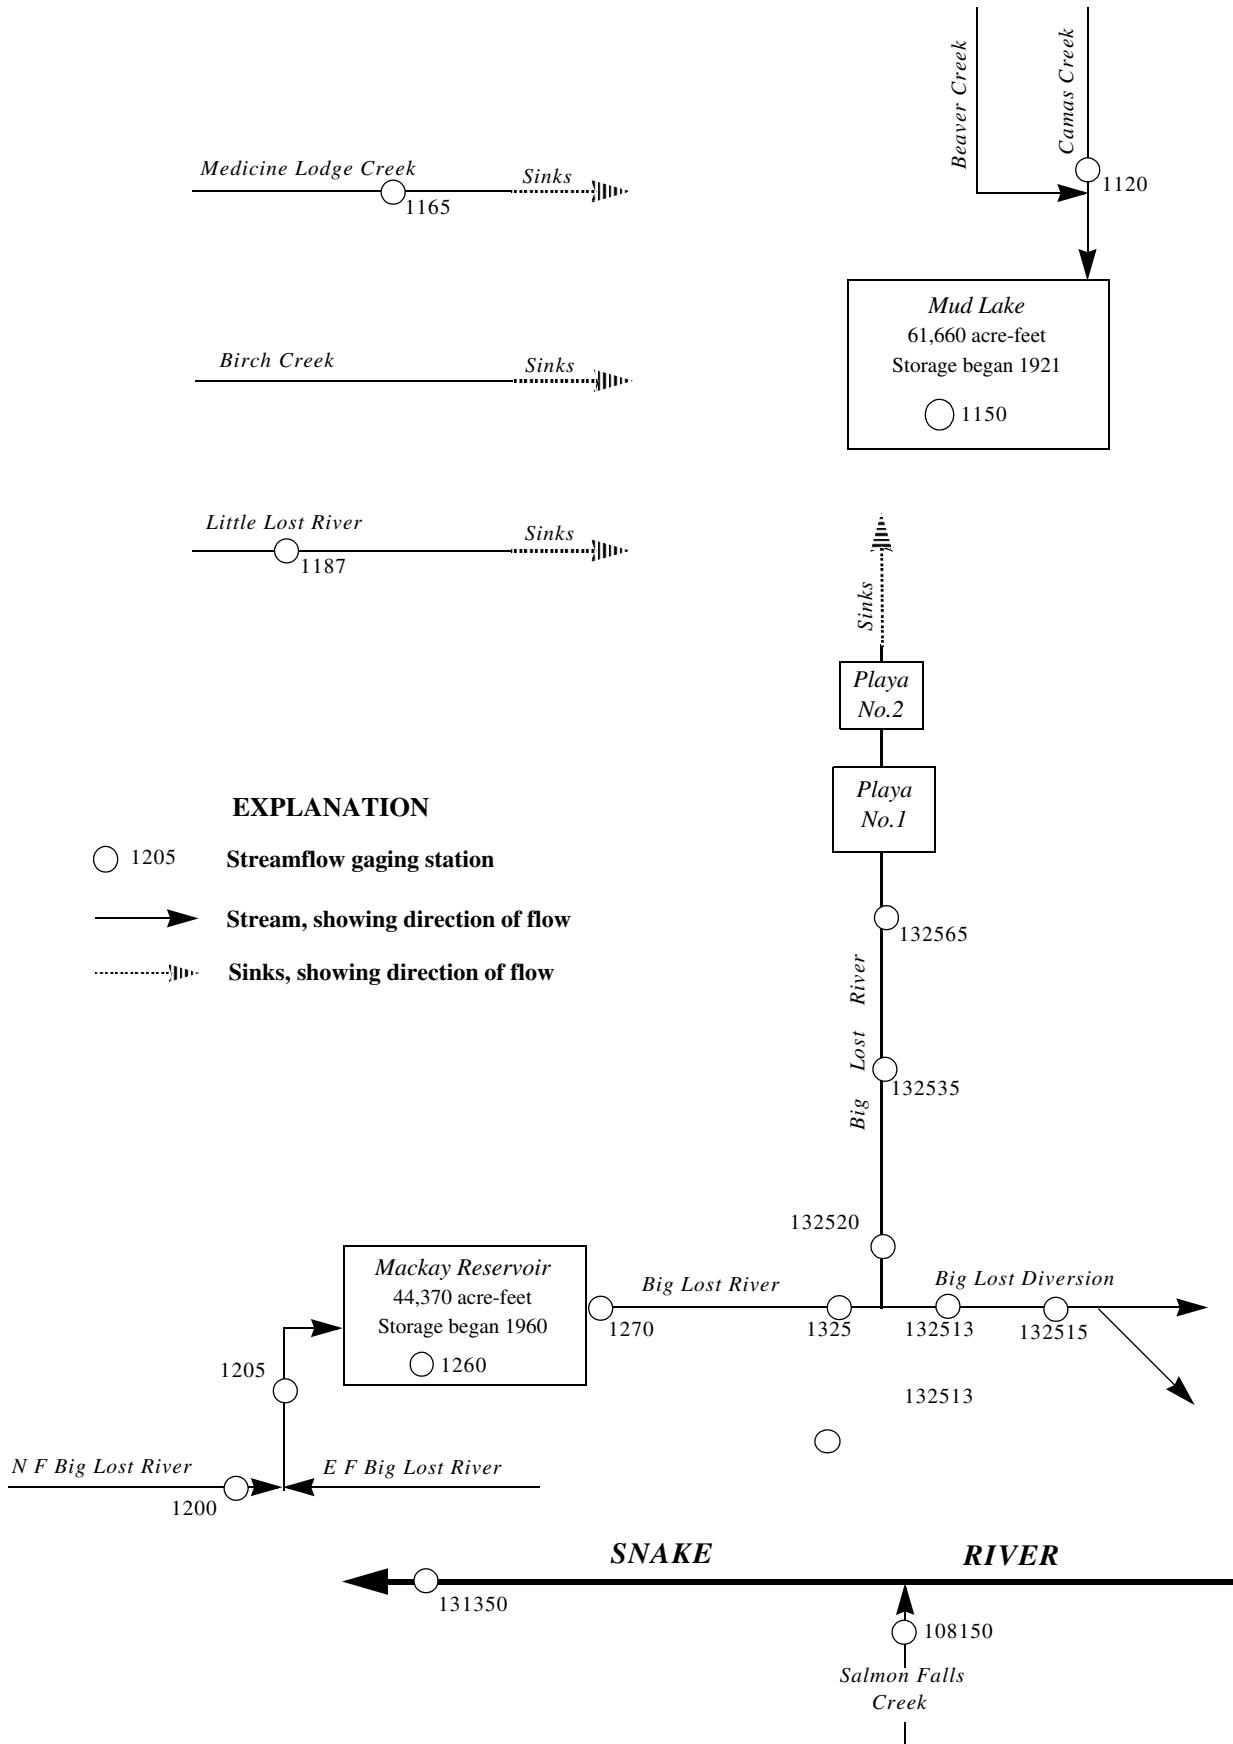 Beaver Creek
Camas Creek
1120
Medicine Lodge Creek
Sinks
1165
Mud Lake
61,660 acre-feet
Storage began 1921
1150
Birch Creek
Sinks
Little Lost River
Sinks
1187
Sinks
Playa
No.2
Playa
No.1
EXPLANATION
1205 Streamflow gaging station
Stream, showing direction of flow
Sinks, showing direction of flow
132565
Big Lost River
132535
132520
Mackay Reservoir
44,370 acre-feet
Storage began 1960
1260
Big Lost River
Big Lost Diversion
1270
1325
132513
132515
1205
132513
N F Big Lost River
E F Big Lost River
1200
SNAKE RIVER
131350
108150
Salmon Falls
Creek